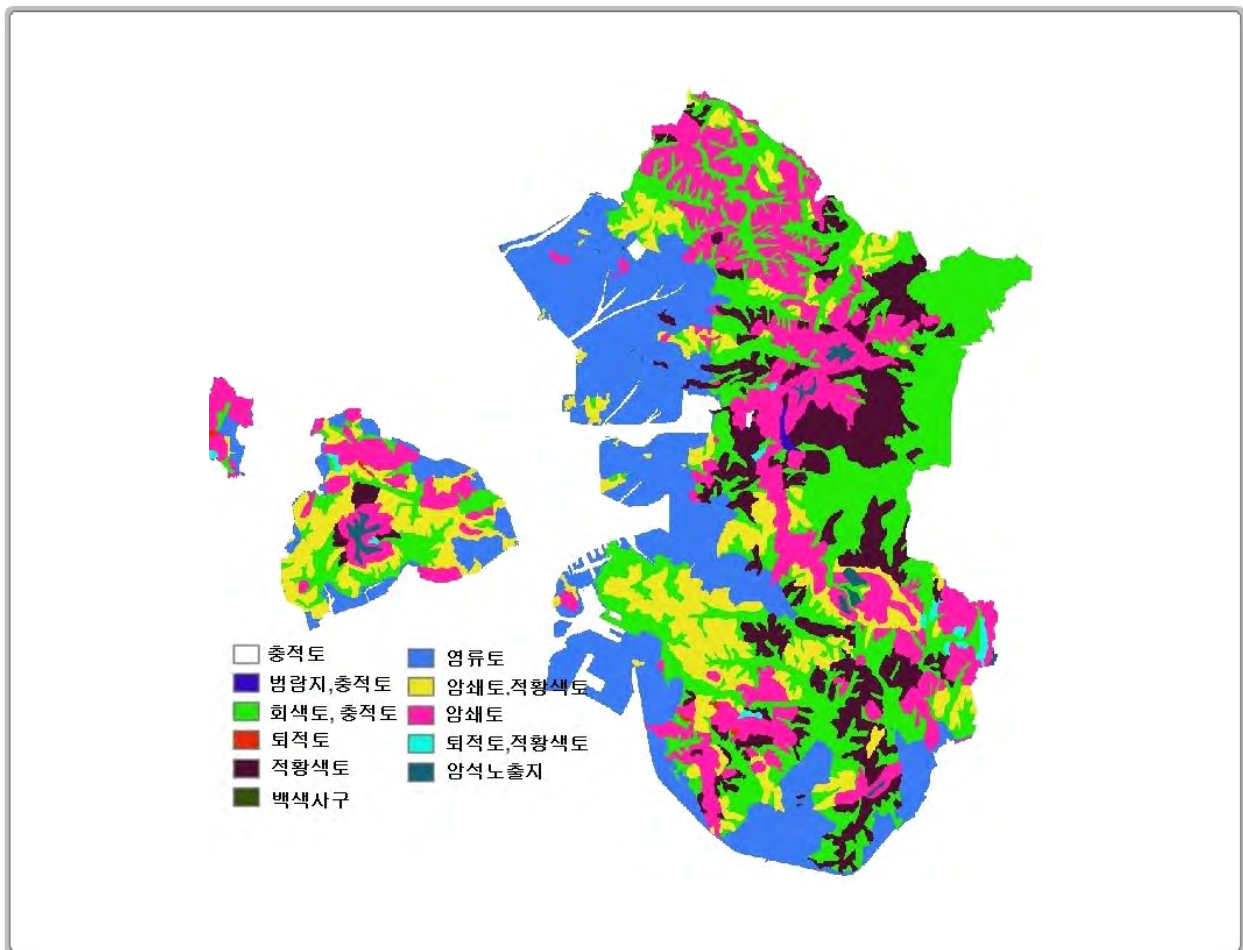 충적토
범람지,충적토
회색토, 충적토
퇴적토
적황색토
백색사구
염류토
암쇄토,적황색토
암쇄토
퇴적토,적황색토
암석노출지